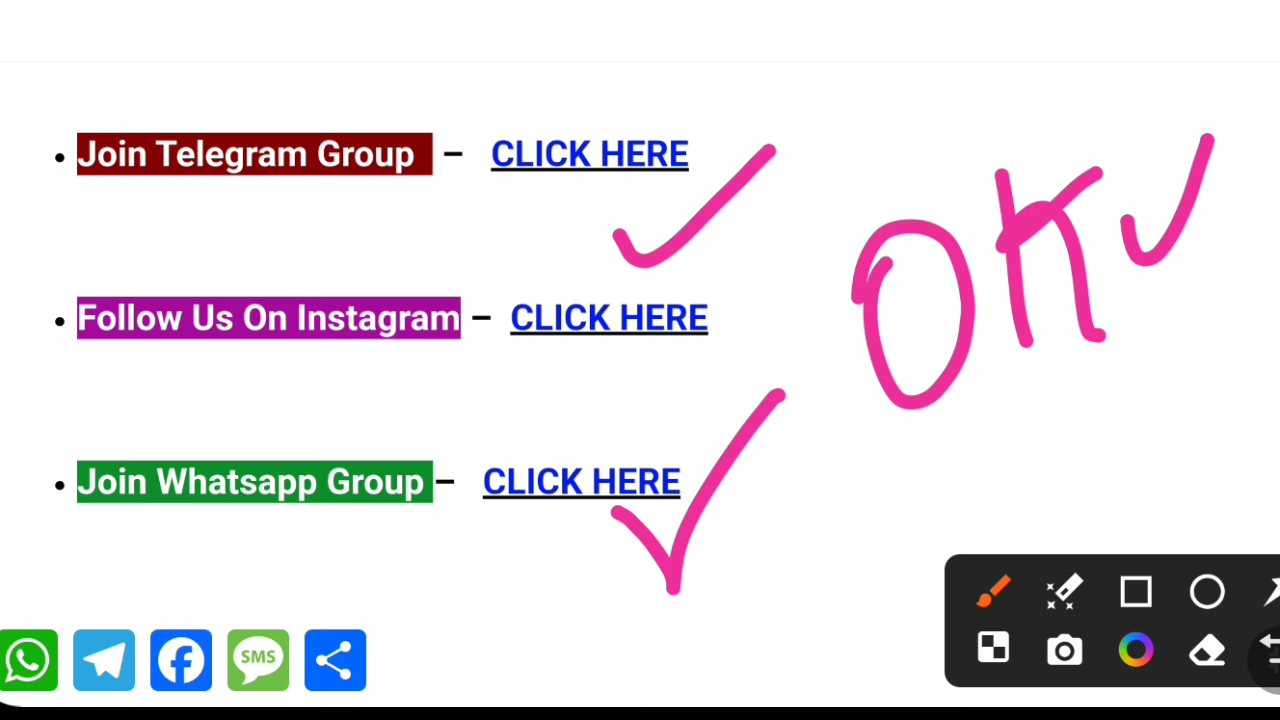 Join Telegram Group – CLICK HERE
OK
Follow Us On Instagram – CLICK HERE
Join Whatsapp Group – CLICK HERE
SMS